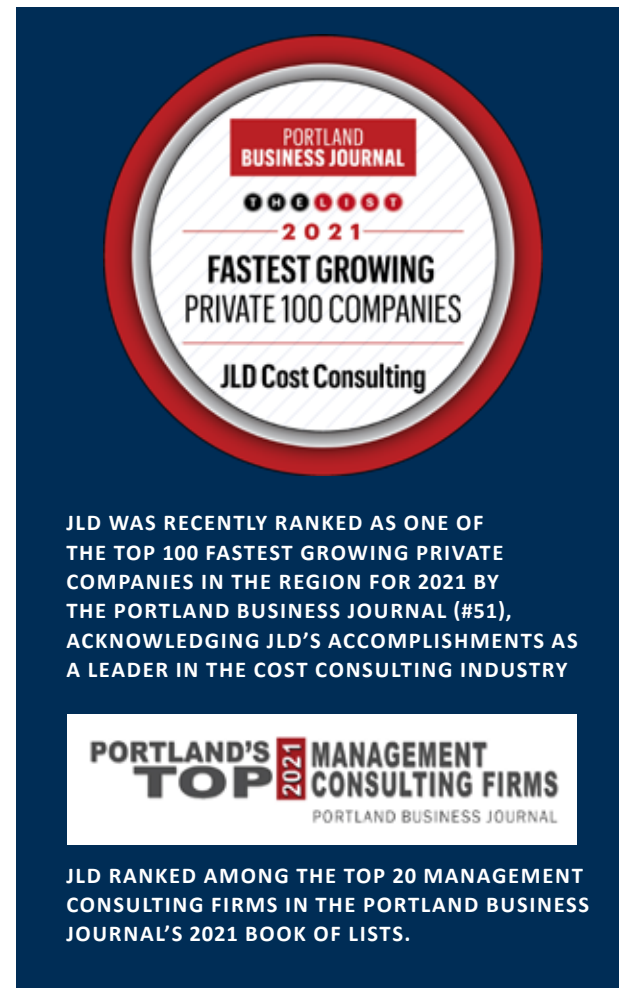 PORTLAND
BUSINESS JOURNAL
THE LIST
2021
FASTEST GROWING
PRIVATE 100 COMPANIES
JLD Cost Consulting
JLD WAS RECENTLY RANKED AS ONE OF
THE TOP 100 FASTEST GROWING PRIVATE
COMPANIES IN THE REGION FOR 2021 BY
THE PORTLAND BUSINESS JOURNAL (#51),
ACKNOWLEDGING JLD’S ACCOMPLISHMENTS AS
A LEADER IN THE COST CONSULTING INDUSTRY
PORTLAND'S
TOP
2021
MANAGEMENT
CONSULTING FIRMS
PORTLAND BUSINESS JOURNAL
JLD RANKED AMONG THE TOP 20 MANAGEMENT
CONSULTING FIRMS IN THE PORTLAND BUSINESS
JOURNAL’S 2021 BOOK OF LISTS.